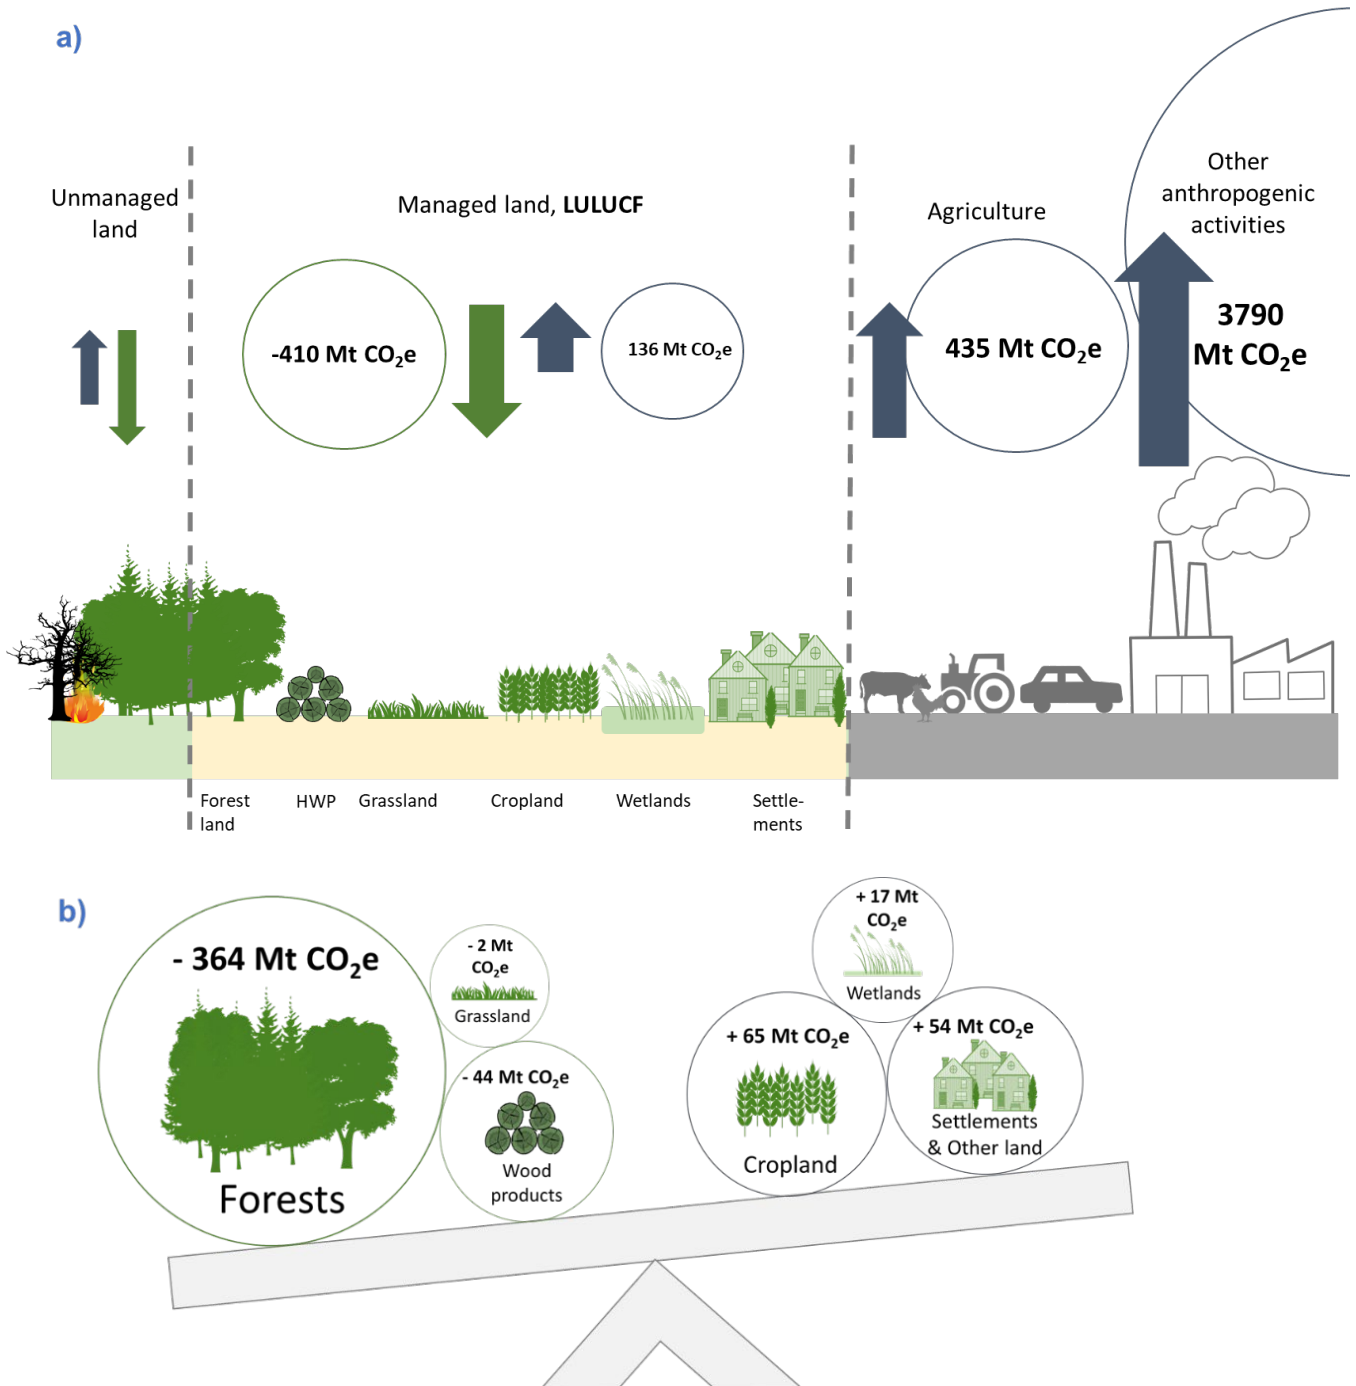 a)
Unmanaged
land
Managed land, LULUCF
Agriculture
Other
anthropogenic
activities
-410 Mt CO₂e
136 Mt CO₂e
435 Mt CO₂e
3790
Mt CO₂e
Forest
land
HWP
Grassland
Cropland
Wetlands
Settle-
ments
b)
- 364 Mt CO₂e
Forests
- 2 Mt
CO₂e
Grassland
- 44 Mt CO₂e
Wood
products
+ 17 Mt
CO₂e
Wetlands
+ 65 Mt CO₂e
Cropland
+ 54 Mt CO₂e
Settlements
& Other land